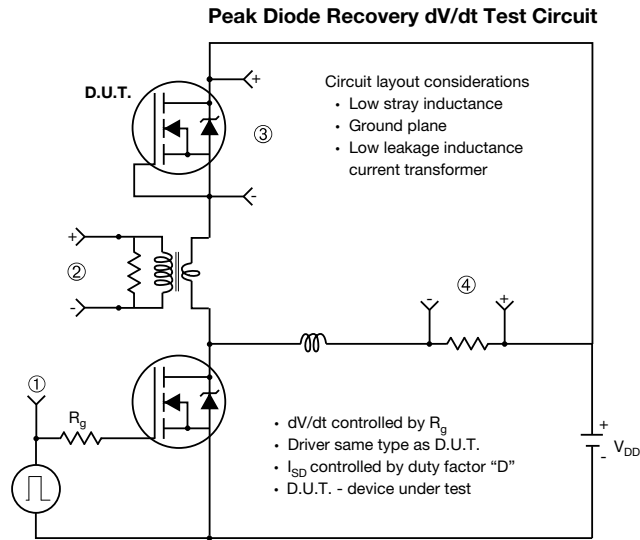 Peak Diode Recovery dV/dt Test Circuit
D.U.T.
+
Circuit layout considerations
• Low stray inductance
• Ground plane
• Low leakage inductance
current transformer
③
-
+
②
-
④
-
+
①
Rg
• dV/dt controlled by Rg
• Driver same type as D.U.T.
• ISD controlled by duty factor “D”
• D.U.T. - device under test
+
VDD
-